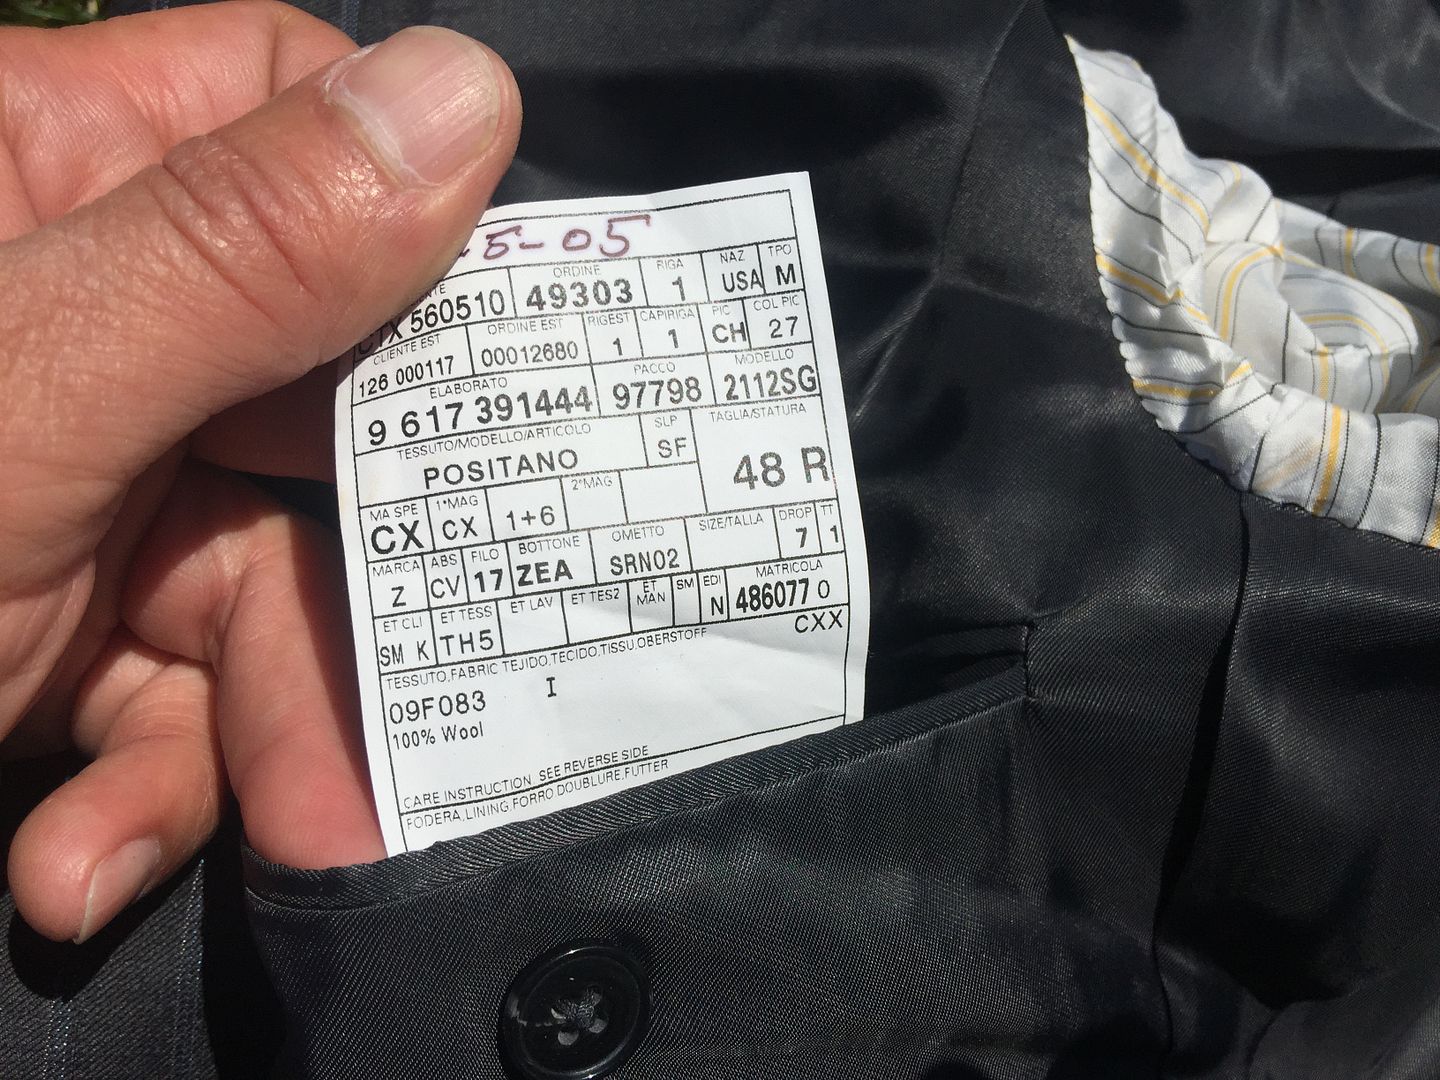 -5-05
ORDINE RIGA NAZ TPO
CTX 560510 49303 1 USA M
CLIENTE EST ORDINE EST RIGEST CAPIRIGA PIC COL PIC
126 000117 00012680 1 1 CH 27
ELABORATO PACCO MODELLO
9 617 391444 97798 2112SG
TESSUTO/MODELLO/ARTICOLO SLP TAGLIA/STATURA
POSITANO SF 48 R
MA SPE 1°MAG 2°MAG
CX CX 1+6
MARCA ABS FILO BOTTONE OMETTO SIZE/TALLA DROP TT
Z CV 17 ZEA SRN02 7 1
ET CLI ET TESS ET LAV ET TES2 ET MAN SM EDI MATRICOLA
SM K TH5 N 486077 0
TESSUTO,FABRIC TEJIDO,TECIDO,TISSU,OBERSTOFF CXX
09F083 I
100% Wool
CARE INSTRUCTION SEE REVERSE SIDE
FODERA,LINING,FORRO DOUBLURE,FUTTER